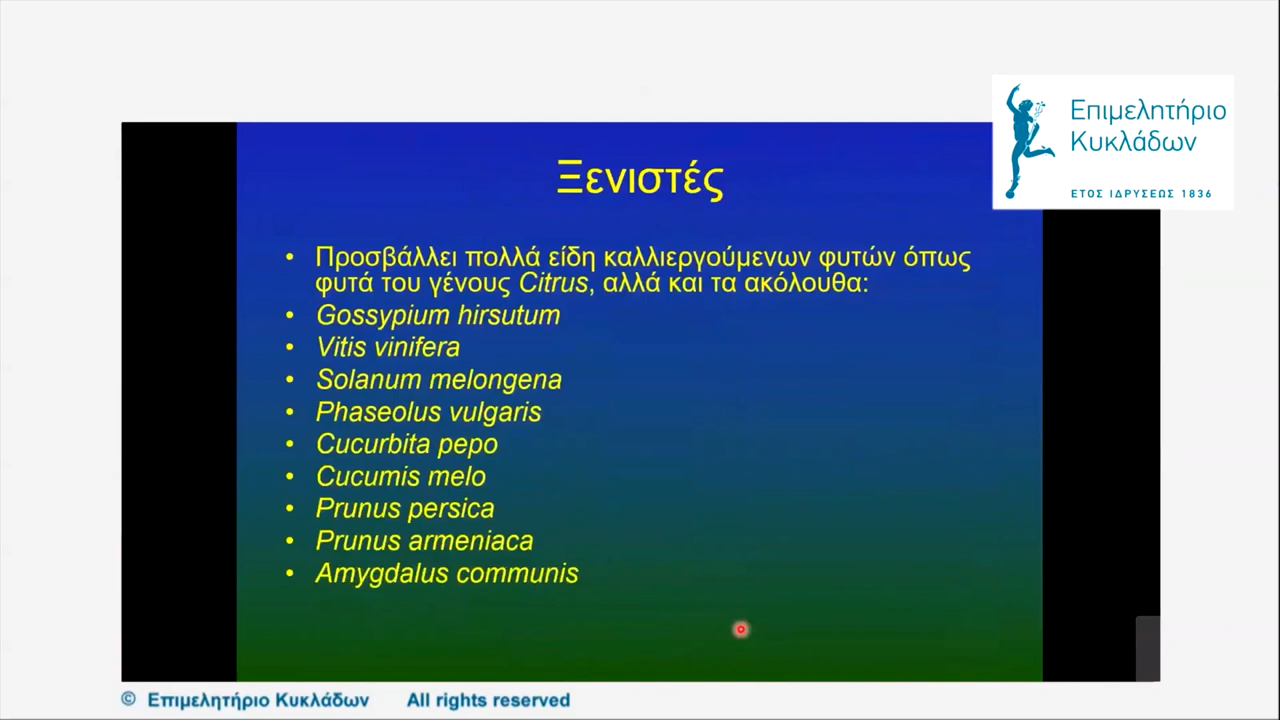 Επιμελητήριο
Κυκλάδων
ΕΤΟΣ ΙΔΡΥΣΕΩΣ 1836
Ξενιστές
• Προσβάλλει πολλά είδη καλλιεργούμενων φυτών όπως
φυτά του γένους Citrus, αλλά και τα ακόλουθα:
• Gossypium hirsutum
• Vitis vinifera
• Solanum melongena
• Phaseolus vulgaris
• Cucurbita pepo
• Cucumis melo
• Prunus persica
• Prunus armeniaca
• Amygdalus communis
© Επιμελητήριο Κυκλάδων All rights reserved